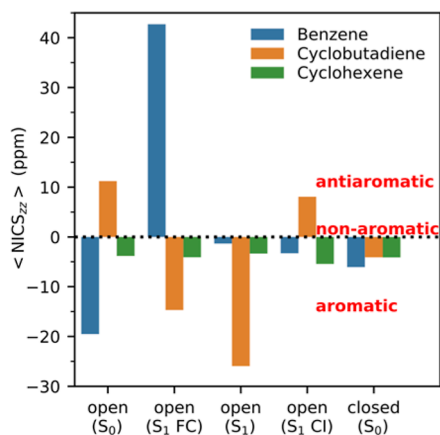 < NICS_zz > (ppm)
40
30
20
10
0
−10
−20
−30
Benzene
Cyclobutadiene
Cyclohexene
antiaromatic
non-aromatic
aromatic
open open open open closed
(S₀) (S₁ FC) (S₁) (S₁ CI) (S₀)